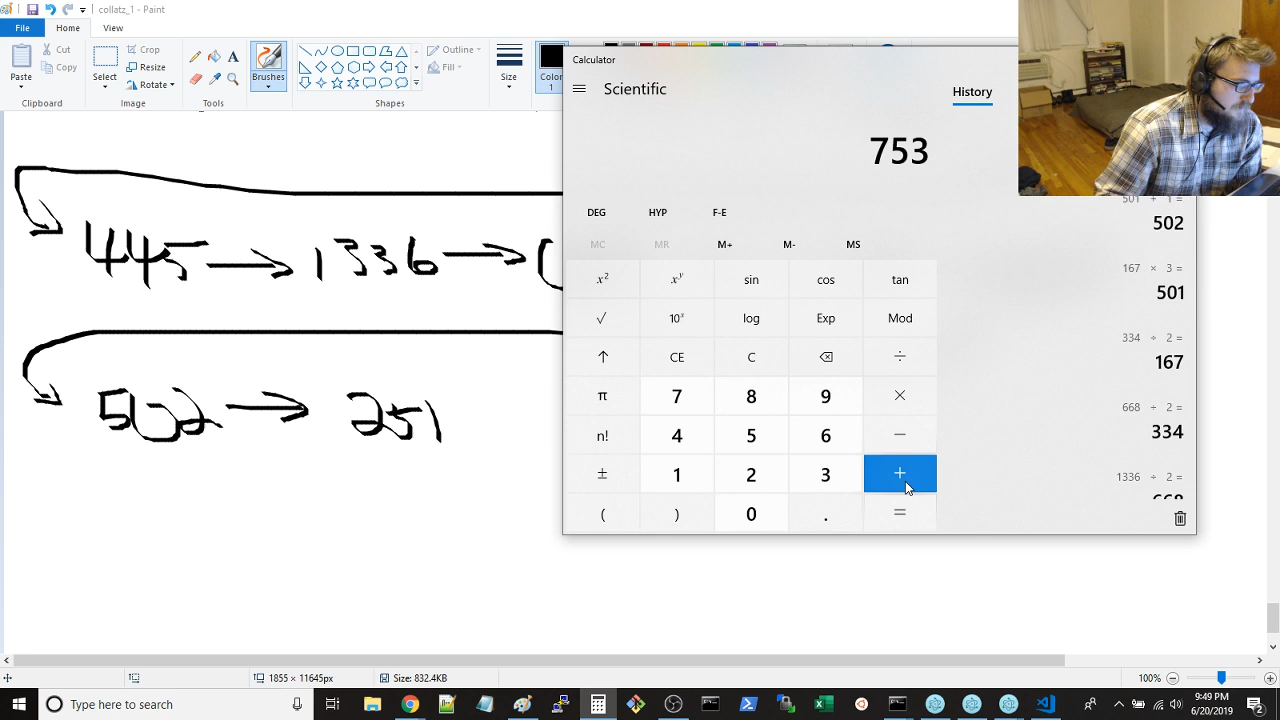 collatz_1 - Paint
File Home View
Paste Cut Copy Clipboard
Select Crop Resize Rotate Image
Tools
Brushes
Shapes Outline Fill
Size
Color 1
Calculator
Scientific
History
753
DEG HYP F-E
MC MR M+ M- MS
x² xʸ sin cos tan
√ 10ˣ log Exp Mod
↑ CE C ÷
π 7 8 9 ×
n! 4 5 6 −
± 1 2 3 +
( ) 0 . =
501 + 1 =
502
167 × 3 =
501
334 ÷ 2 =
167
668 ÷ 2 =
334
1336 ÷ 2 =
668
445 → 1336 → (
502 → 251
1855 × 11645px Size: 832.4KB 100%
Type here to search
9:49 PM
6/20/2019